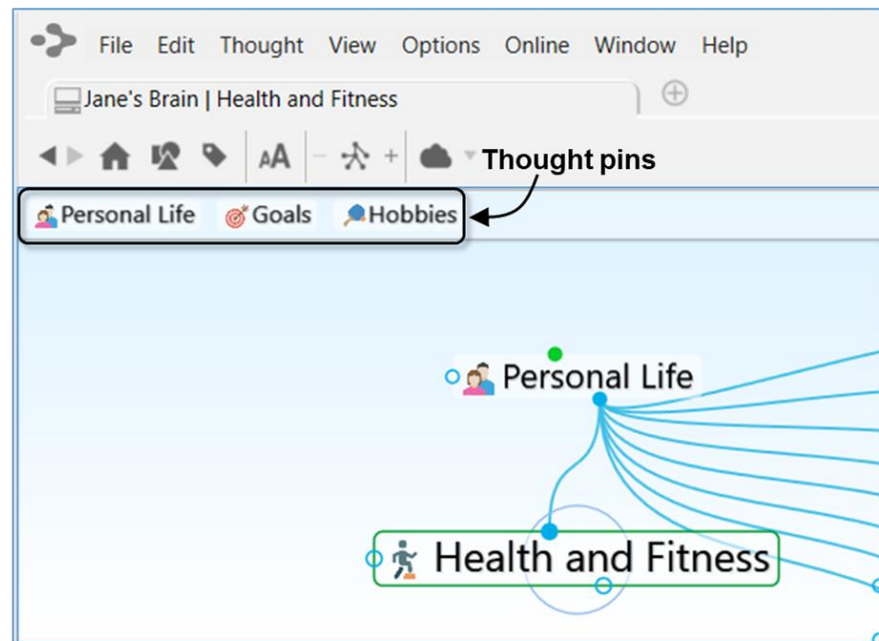 File Edit Thought View Options Online Window Help
Jane's Brain | Health and Fitness
AA
Thought pins
Personal Life Goals Hobbies
Personal Life
Health and Fitness